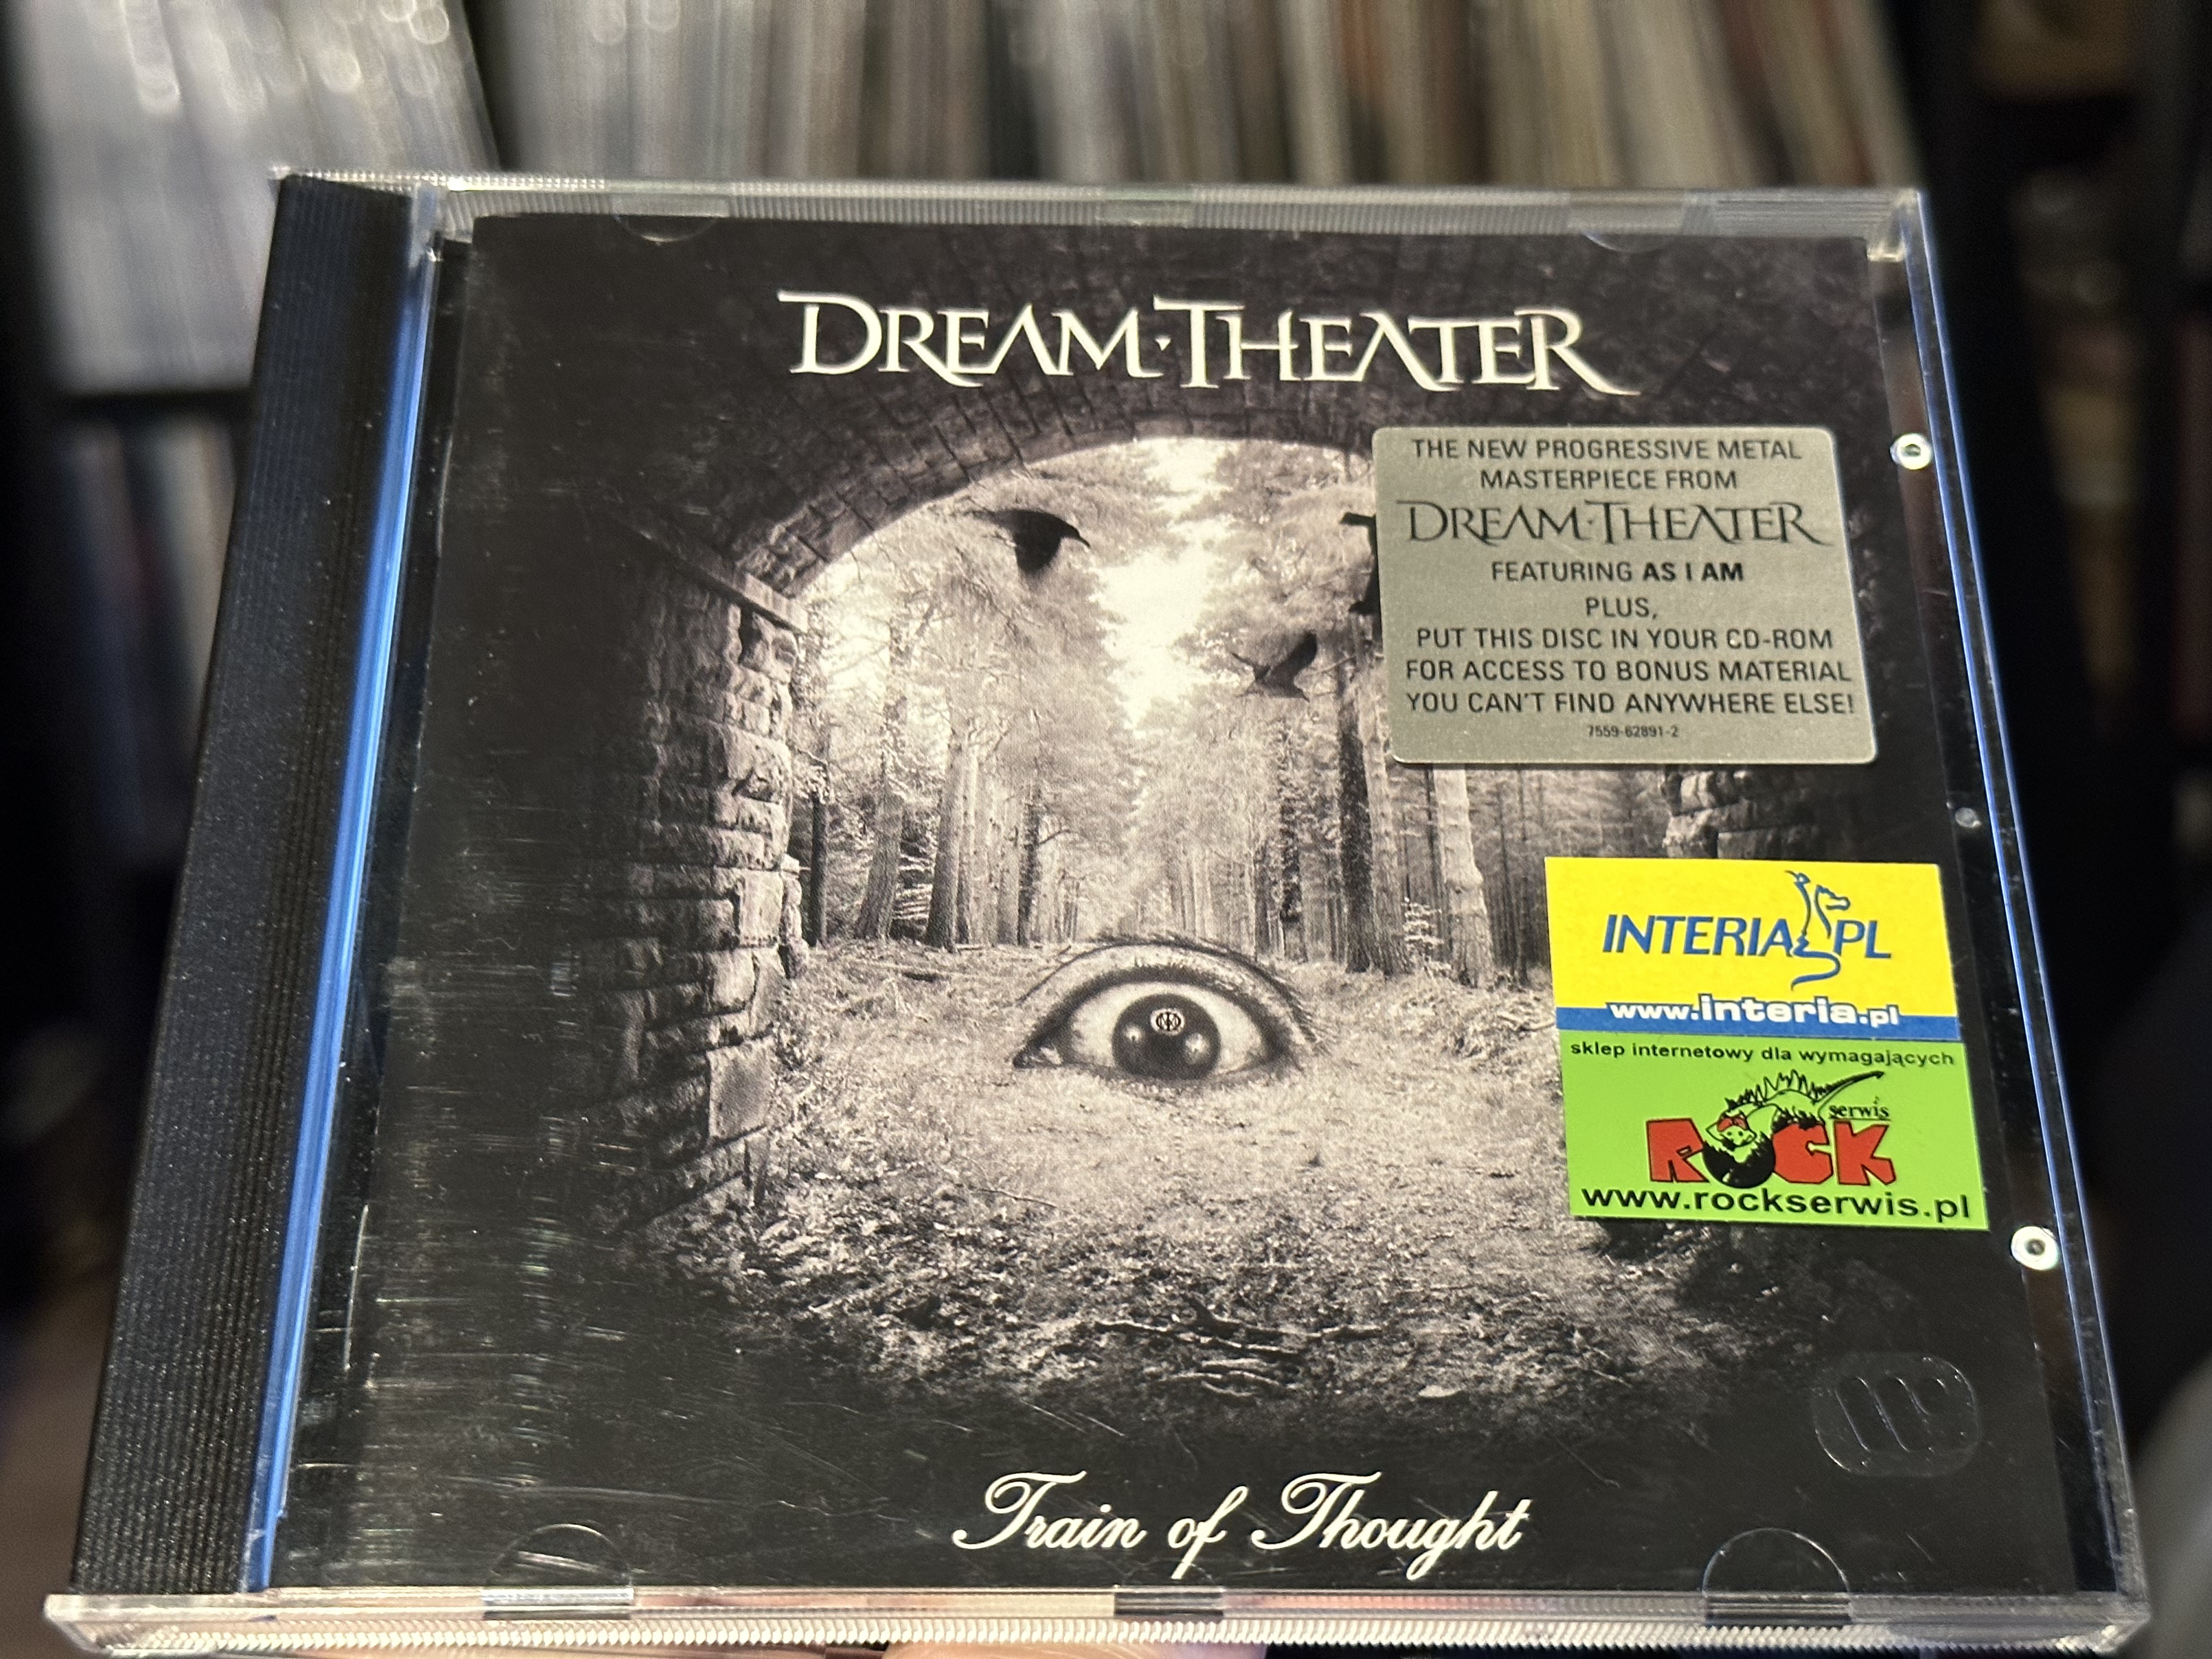 DREAM·THEATER
THE NEW PROGRESSIVE METAL
MASTERPIECE FROM
DREAM·THEATER
FEATURING AS I AM
PLUS,
PUT THIS DISC IN YOUR CD-ROM
FOR ACCESS TO BONUS MATERIAL
YOU CAN'T FIND ANYWHERE ELSE!
7559-62891-2
INTERIA.PL
www.interia.pl
sklep internetowy dla wymagających
serwis
ROCK
www.rockserwis.pl
Train of Thought